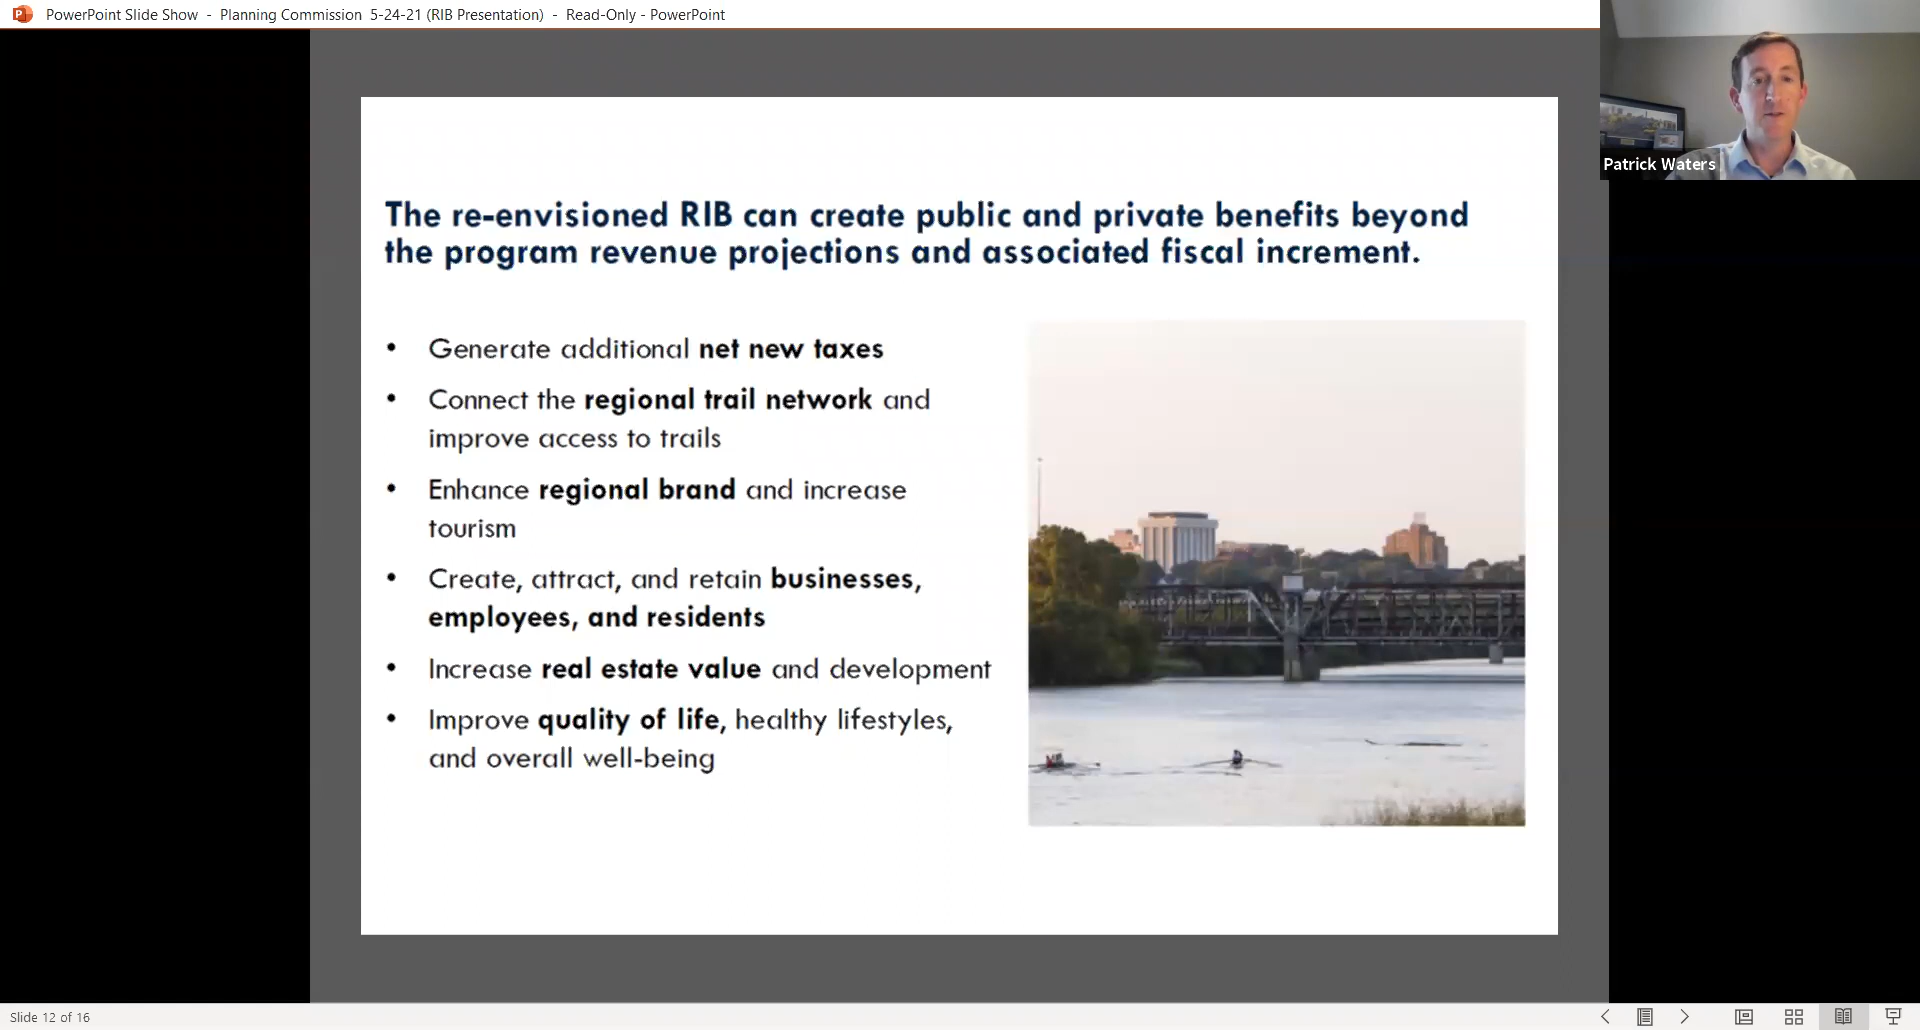 PowerPoint Slide Show - Planning Commission 5-24-21 (RIB Presentation) - Read-Only - PowerPoint
Patrick Waters
The re-envisioned RIB can create public and private benefits beyond
the program revenue projections and associated fiscal increment.
• Generate additional net new taxes
• Connect the regional trail network and
improve access to trails
• Enhance regional brand and increase
tourism
• Create, attract, and retain businesses,
employees, and residents
• Increase real estate value and development
• Improve quality of life, healthy lifestyles,
and overall well-being
Slide 12 of 16